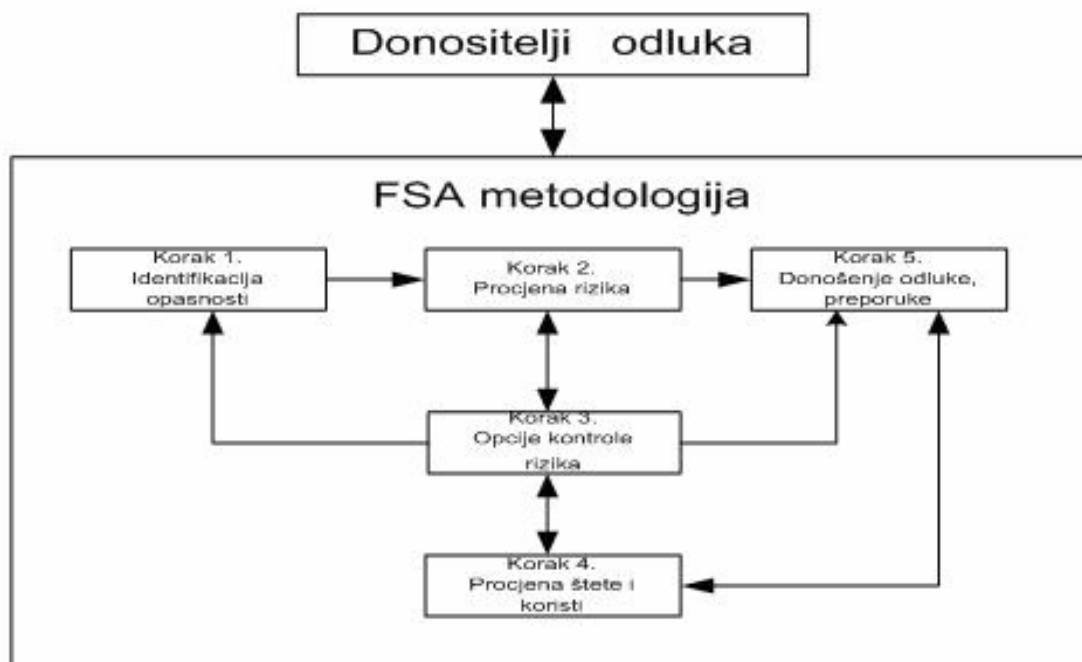 Donositelji odluka
FSA metodologija
Korak 1.
Identifikacija
opasnosti
Korak 2.
Procjena rizika
Korak 5.
Donošenje odluke,
preporuke
Korak 3.
Opcije kontrole
rizika
Korak 4.
Procjena štete i
koristi